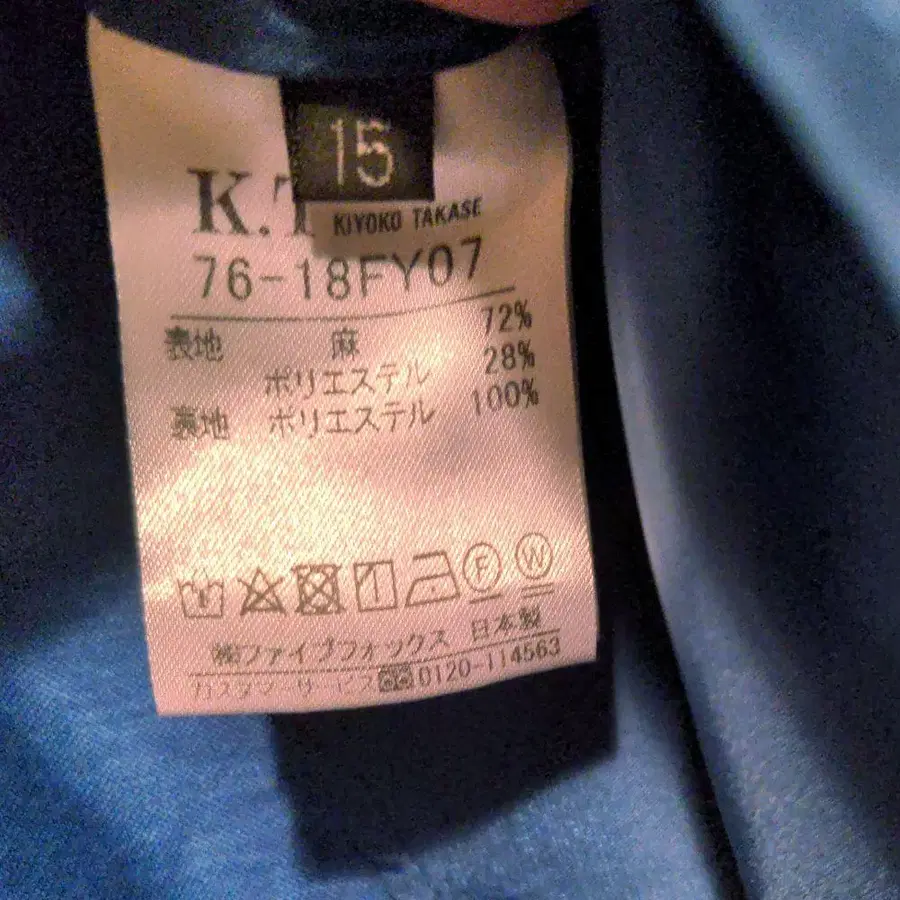 15
K.T
KIYOKO TAKASE
76-18FY07
表地 麻 72%
ポリエステル 28%
裏地 ポリエステル 100%
F W
㈱ファイブフォックス 日本製
カスタマーサービス 0120-114563